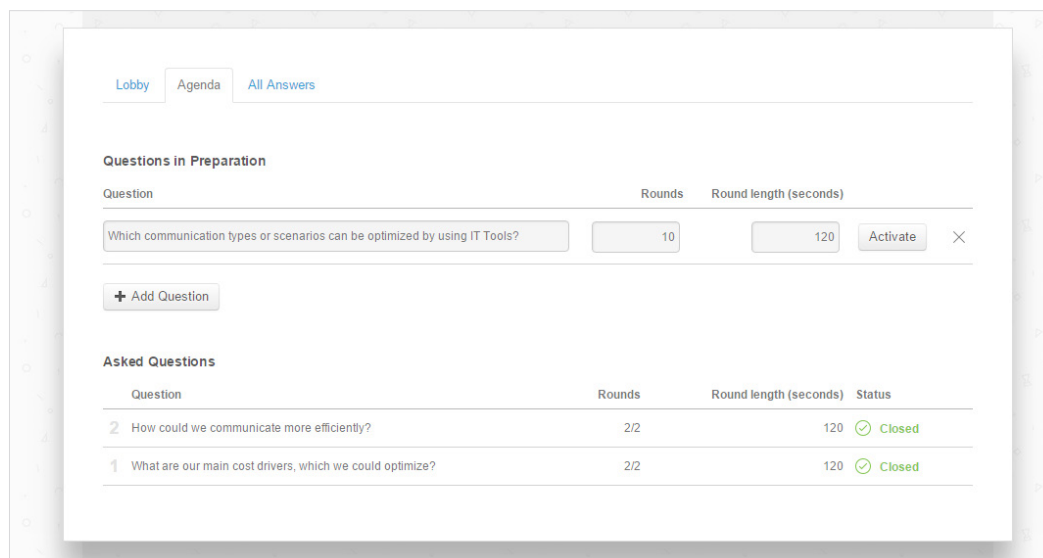 Lobby Agenda All Answers
Questions in Preparation
Question Rounds Round length (seconds)
Which communication types or scenarios can be optimized by using IT Tools? 10 120 Activate
Add Question
Asked Questions
Question Rounds Round length (seconds) Status
2 How could we communicate more efficiently? 2/2 120 Closed
1 What are our main cost drivers, which we could optimize? 2/2 120 Closed